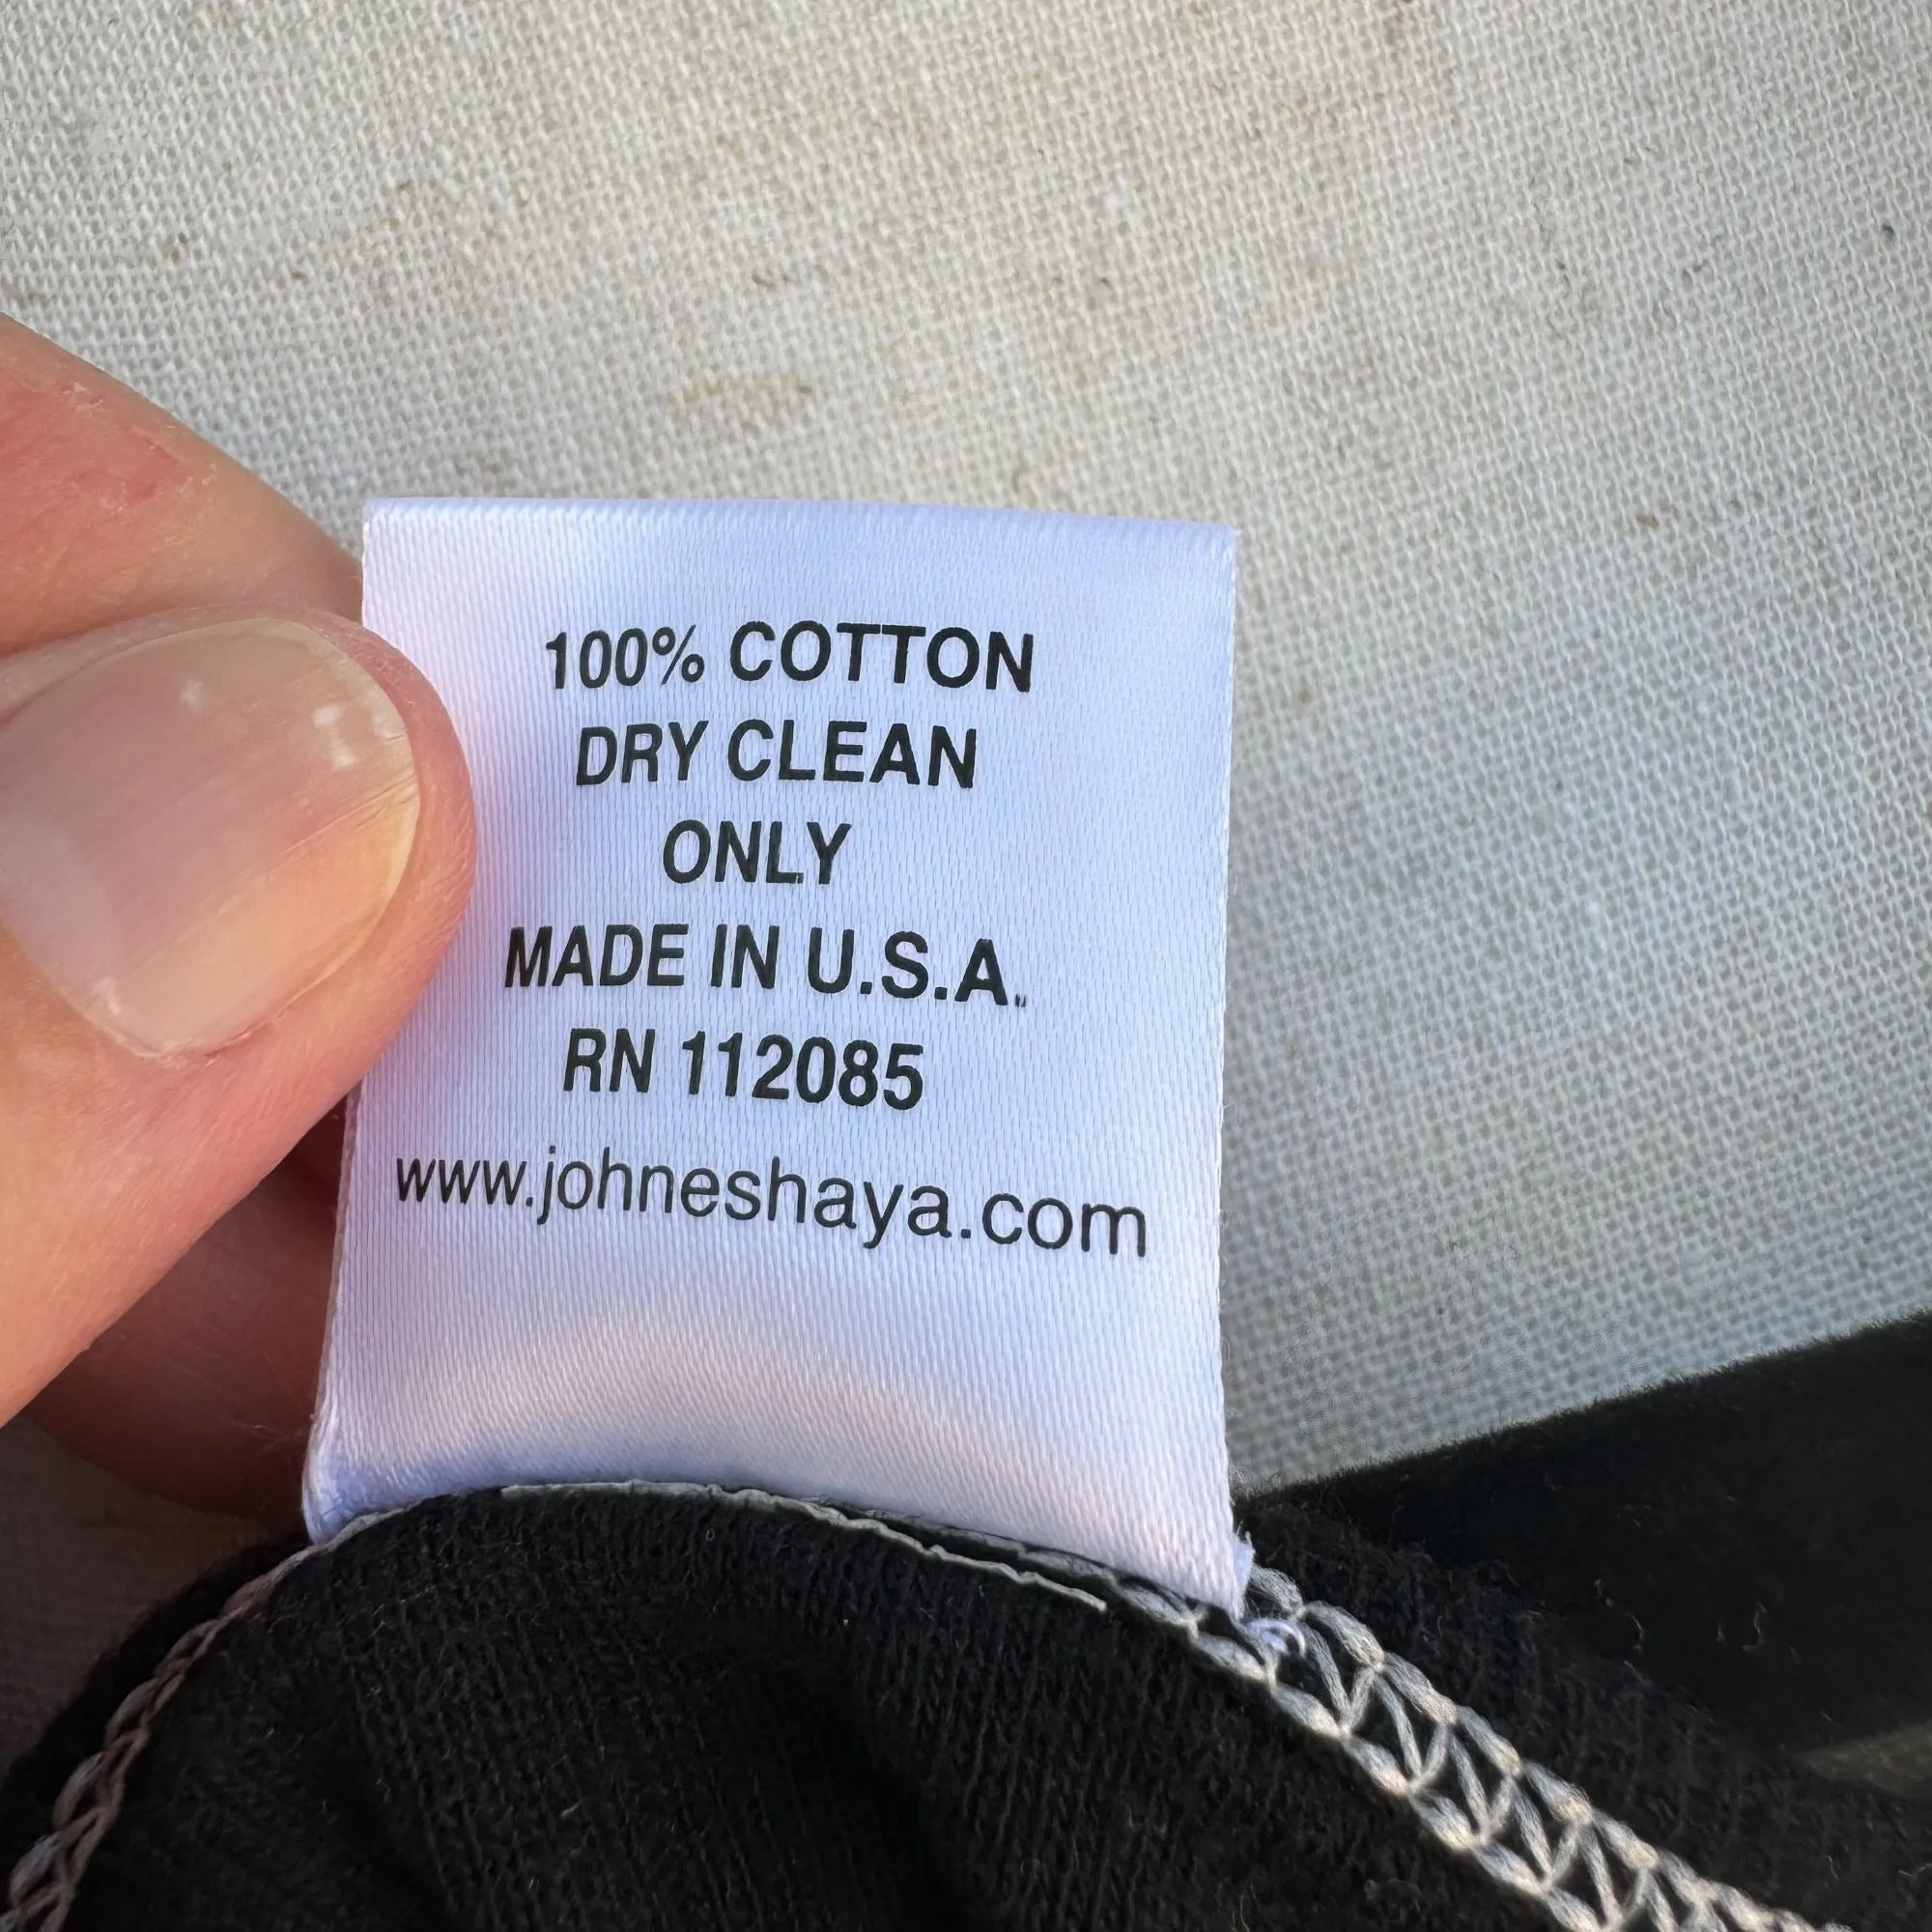 100% COTTON
DRY CLEAN
ONLY
MADE IN U.S.A.
RN 112085
www.johneshaya.com